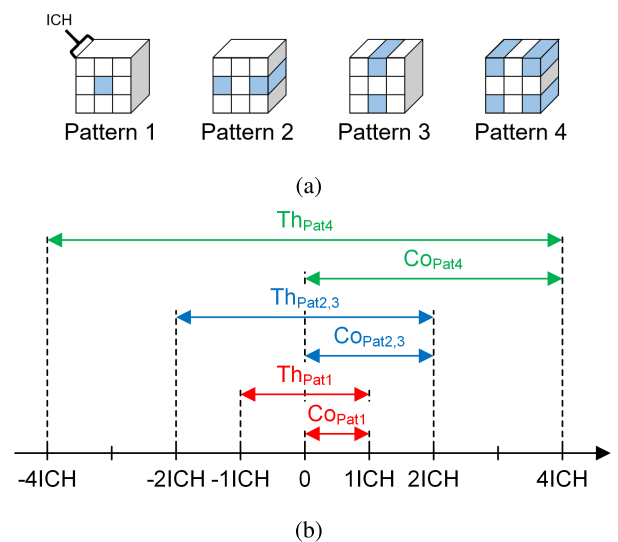 ICH
Pattern 1 Pattern 2 Pattern 3 Pattern 4
(a)
ThPat4
CoPat4
ThPat2,3
CoPat2,3
ThPat1
CoPat1
-4ICH -2ICH -1ICH 0 1ICH 2ICH 4ICH
(b)